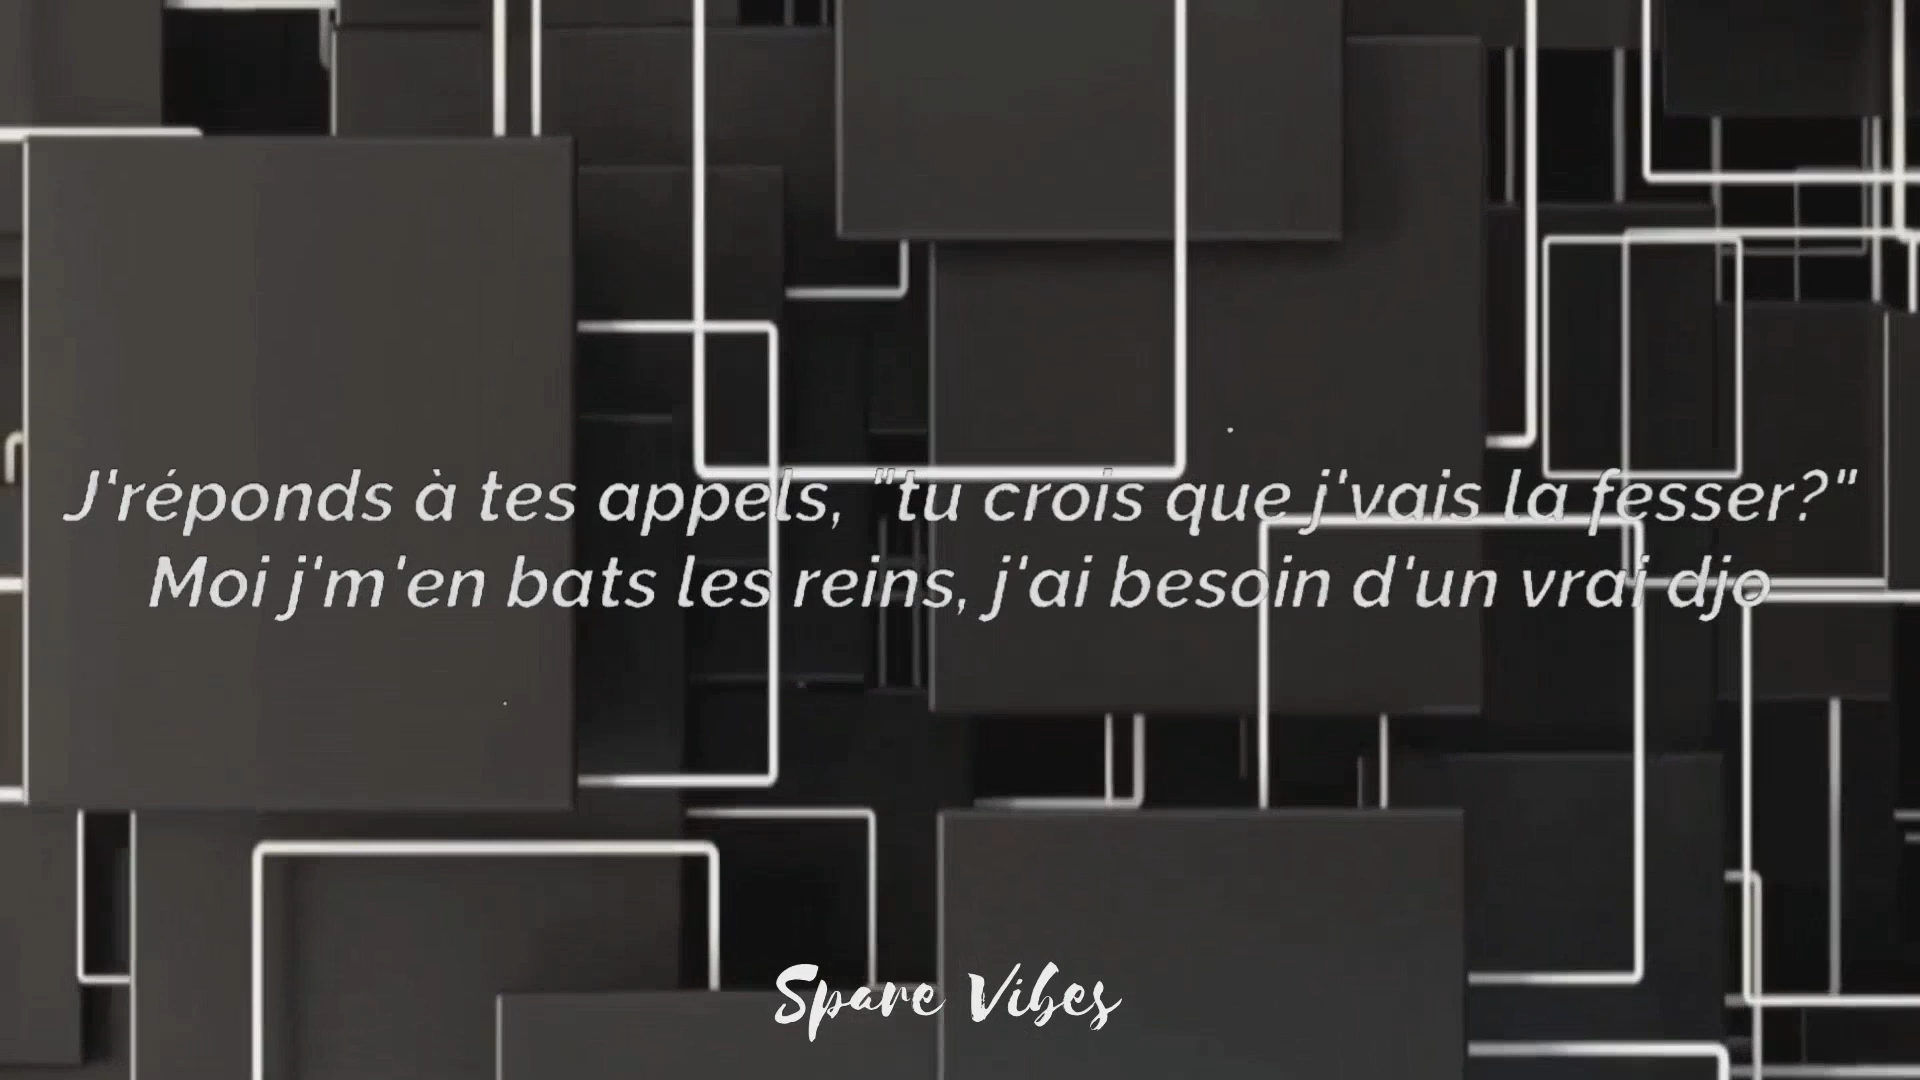 J'réponds à tes appels, "tu crois que j'vais la fesser?"
Moi j'm'en bats les reins, j'ai besoin d'un vrai djo
Spare Vibes